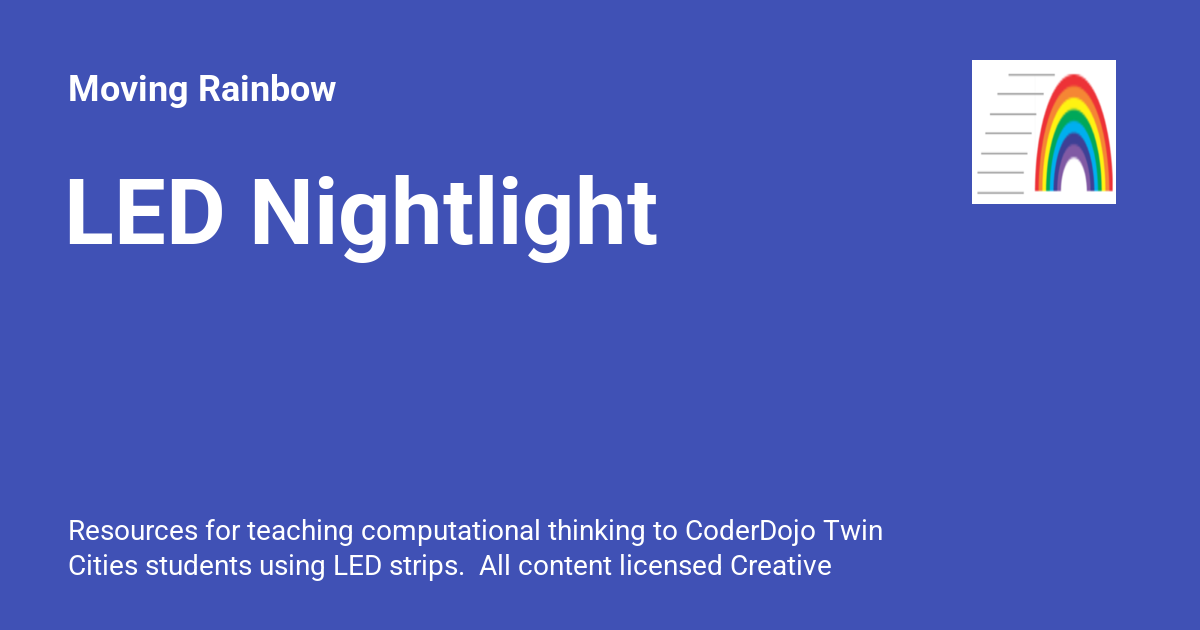 Moving Rainbow
LED Nightlight
Resources for teaching computational thinking to CoderDojo Twin
Cities students using LED strips.  All content licensed Creative